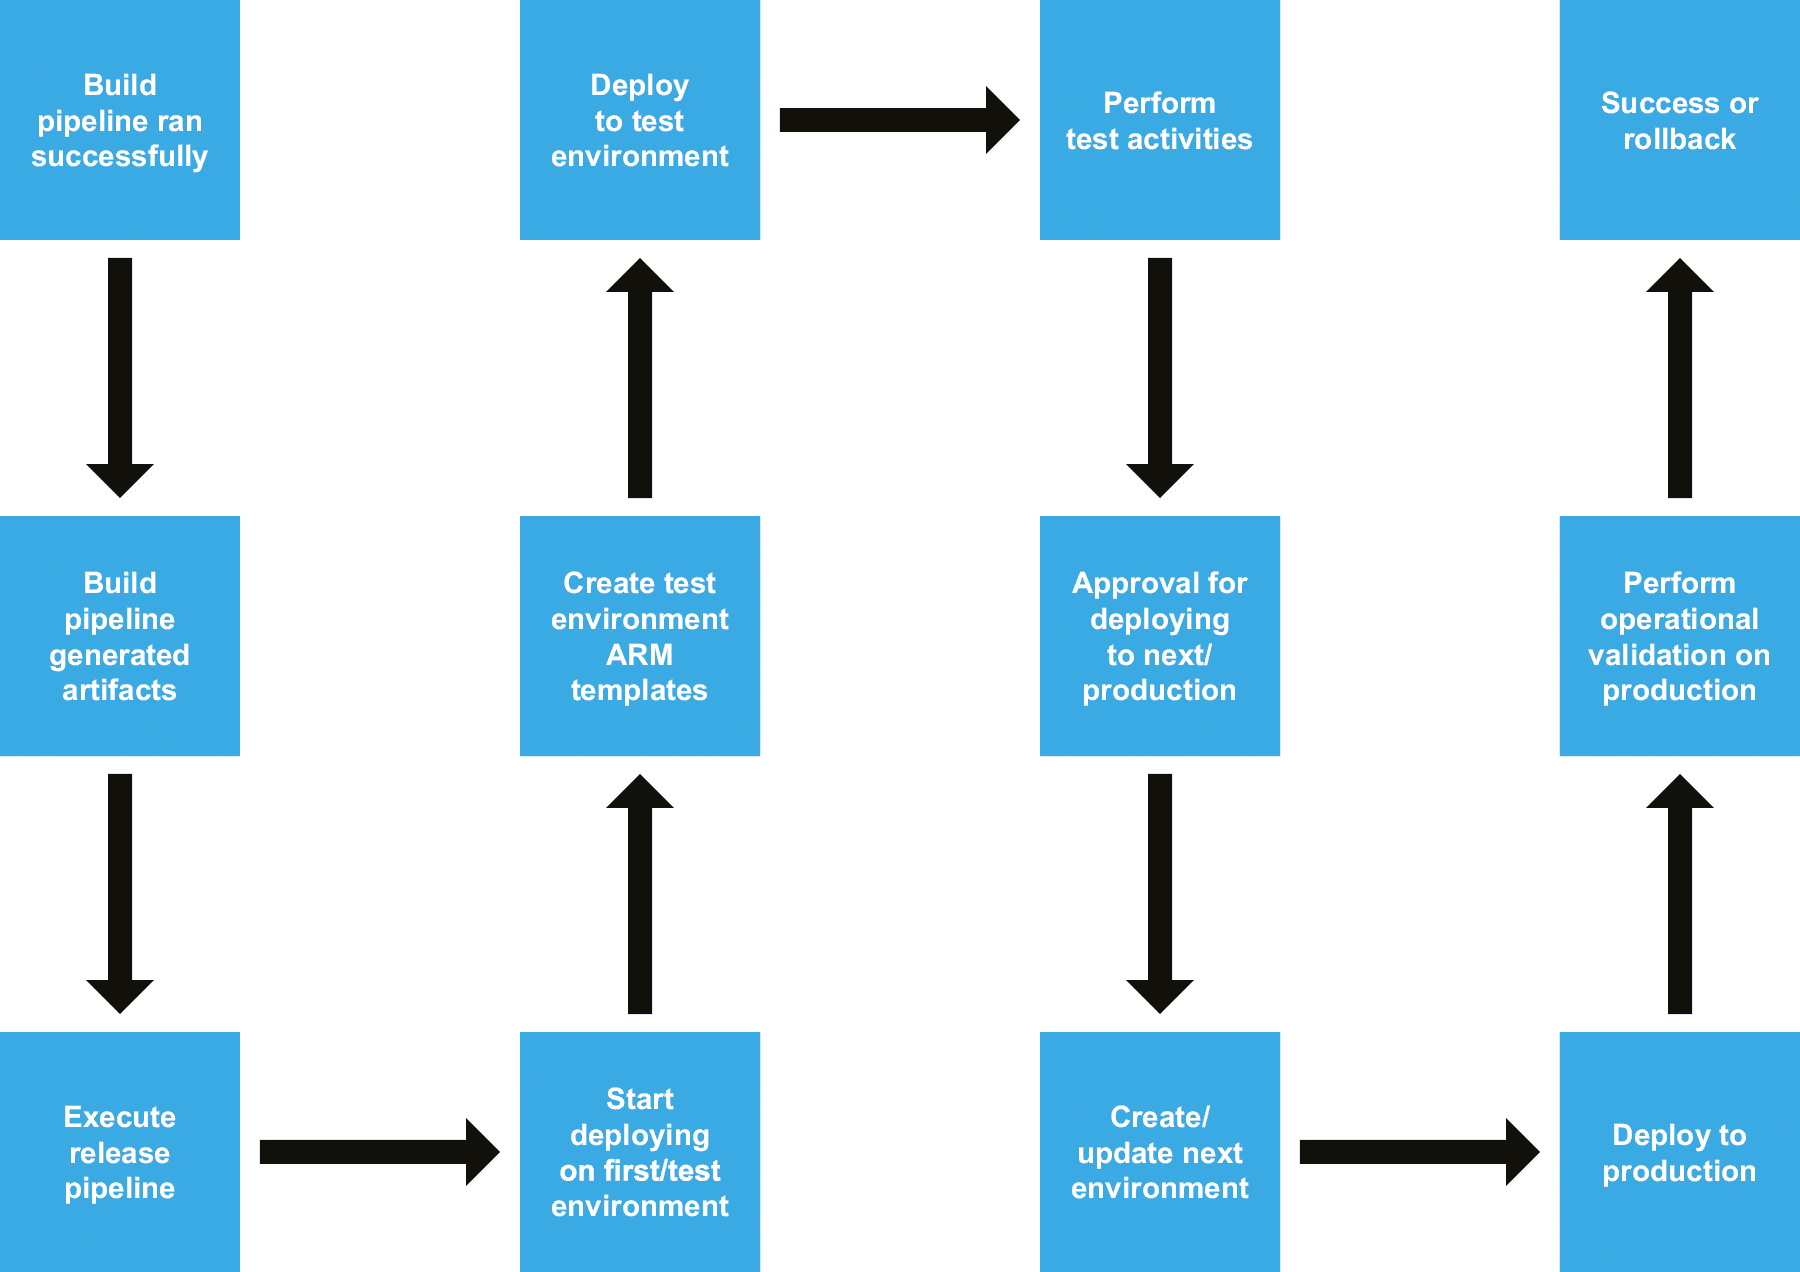 Build
pipeline ran
successfully
Build
pipeline
generated
artifacts
Execute
release
pipeline
Start
deploying
on first/test
environment
Create test
environment
ARM
templates
Deploy
to test
environment
Perform
test activities
Approval for
deploying
to next/
production
Create/
update next
environment
Deploy to
production
Perform
operational
validation on
production
Success or
rollback